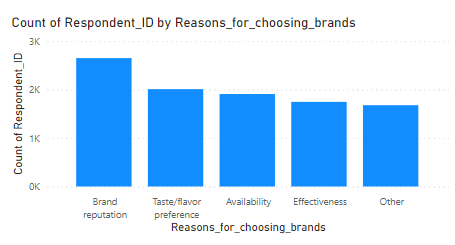 Count of Respondent_ID by Reasons_for_choosing_brands
Count of Respondent_ID
3K
2K
1K
0K
Brand
reputation
Taste/flavor
preference
Availability
Effectiveness
Other
Reasons_for_choosing_brands